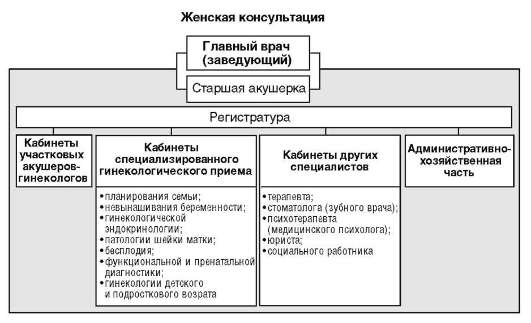 Женская консультация
Главный врач
(заведующий)
Старшая акушерка
Регистратура
Кабинеты
участковых
акушеров-
гинекологов
Кабинеты
специализированного
гинекологического приема
•планирования семьи;
•невынашивания беременности;
•гинекологической
эндокринологии;
•патологии шейки матки;
•бесплодия;
•функциональной и пренатальной
диагностики;
•гинекологии детского
и подросткового возрата
Кабинеты других
специалистов
•терапевта;
•стоматолога (зубного врача);
•психотерапевта
(медицинского психолога);
•юриста;
•социального работника
Административно-
хозяйственная
часть